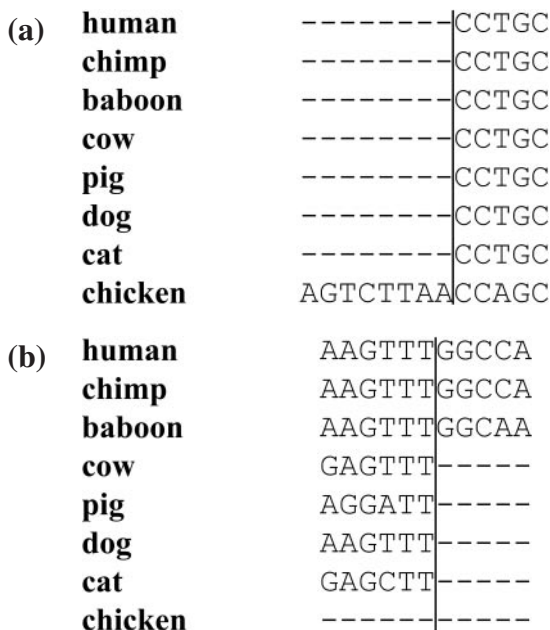 (a) human --------CCTGC
chimp --------CCTGC
baboon --------CCTGC
cow --------CCTGC
pig --------CCTGC
dog --------CCTGC
cat --------CCTGC
chicken AGTCTTAACCAGC
(b) human AAGTTTGGCCA
chimp AAGTTTGGCCA
baboon AAGTTTGGCAA
cow GAGTTT-----
pig AGGATT-----
dog AAGTTT-----
cat GAGCTT-----
chicken -----------